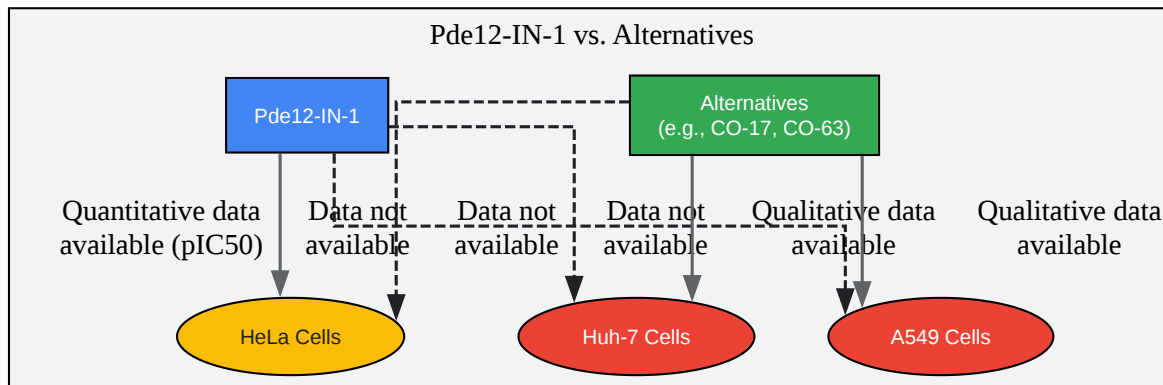 Pde12-IN-1 vs. Alternatives
Pde12-IN-1
Alternatives
(e.g., CO-17, CO-63)
Quantitative data
available (pIC50)
Data not
available
Data not
available
Data not
available
Qualitative data
available
Qualitative data
available
HeLa Cells
Huh-7 Cells
A549 Cells